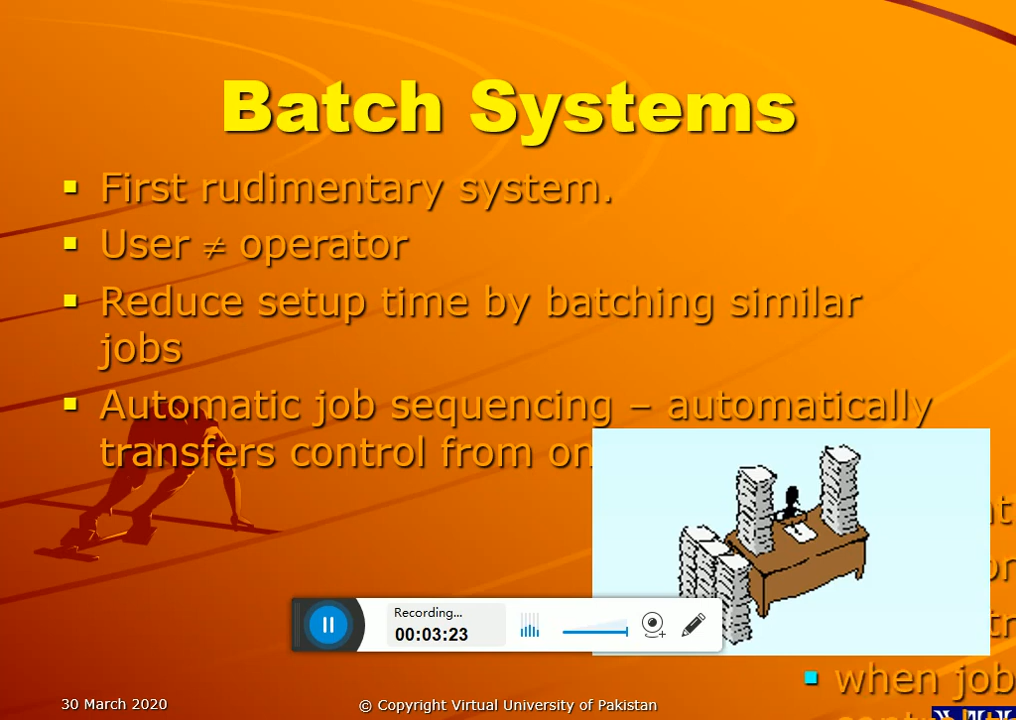 Batch Systems
First rudimentary system.
User ≠ operator
Reduce setup time by batching similar
jobs
Automatic job sequencing – automatically
transfers control from
Recording...
00:03:23
when job
30 March 2020
© Copyright Virtual University of Pakistan